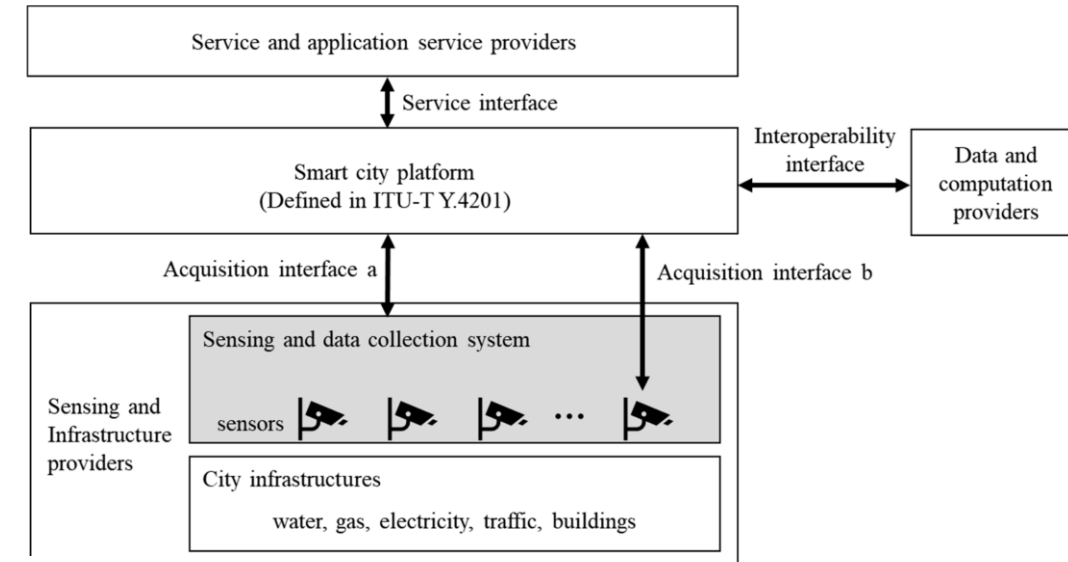 Service and application service providers
Service interface
Smart city platform
(Defined in ITU-T Y.4201)
Interoperability
interface
Data and
computation
providers
Acquisition interface a
Acquisition interface b
Sensing and data collection system
sensors
...
Sensing and
Infrastructure
providers
City infrastructures
water, gas, electricity, traffic, buildings